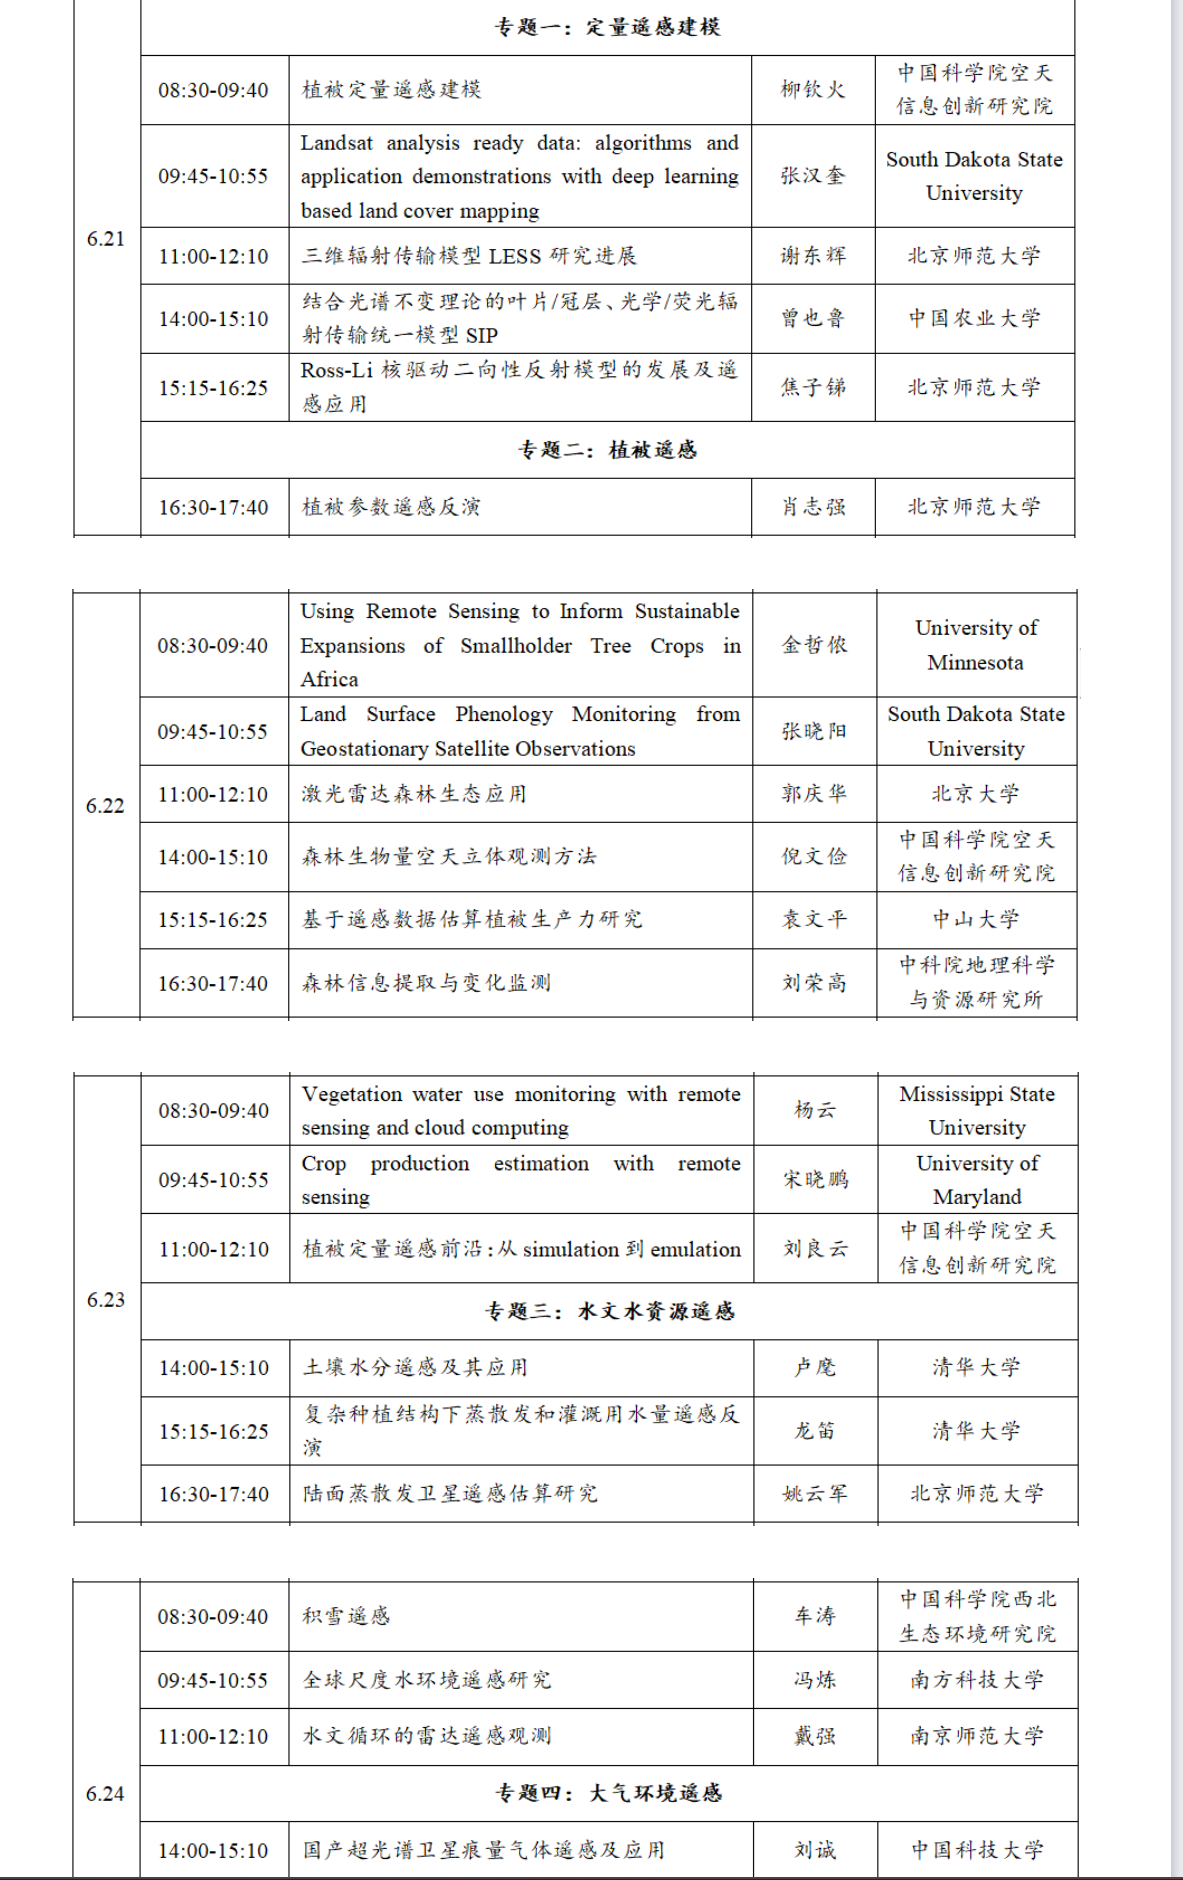 专题一：定量遥感建模
08:30-09:40 植被定量遥感建模 柳钦火 中国科学院空天
信息创新研究院
Landsat analysis ready data: algorithms and
09:45-10:55 application demonstrations with deep learning 张汉奎 South Dakota State
University
based land cover mapping
6.21
11:00-12:10 三维辐射传输模型 LESS 研究进展 谢东辉 北京师范大学
14:00-15:10 结合光谱不变理论的叶片/冠层、光学/荧光辐 曾也鲁 中国农业大学
射传输统一模型 SIP
15:15-16:25 Ross-Li 核驱动二向性反射模型的发展及遥 焦子锑 北京师范大学
感应用
专题二：植被遥感
16:30-17:40 植被参数遥感反演 肖志强 北京师范大学
Using Remote Sensing to Inform Sustainable
08:30-09:40 Expansions of Smallholder Tree Crops in 金哲侬 University of
Minnesota
Africa
09:45-10:55 Land Surface Phenology Monitoring from 张晓阳 South Dakota State
Geostationary Satellite Observations University
6.22
11:00-12:10 激光雷达森林生态应用 郭庆华 北京大学
14:00-15:10 森林生物量空天立体观测方法 倪文俭 中国科学院空天
信息创新研究院
15:15-16:25 基于遥感数据估算植被生产力研究 袁文平 中山大学
16:30-17:40 森林信息提取与变化监测 刘荣高 中科院地理科学
与资源研究所
08:30-09:40 Vegetation water use monitoring with remote 杨云 Mississippi State
sensing and cloud computing University
09:45-10:55 Crop production estimation with remote 宋晓鹏 University of
sensing Maryland
11:00-12:10 植被定量遥感前沿：从 simulation 到 emulation 刘良云 中国科学院空天
信息创新研究院
6.23
专题三：水文水资源遥感
14:00-15:10 土壤水分遥感及其应用 卢麾 清华大学
15:15-16:25 复杂种植结构下蒸散发和灌溉用水量遥感反 龙笛 清华大学
演
16:30-17:40 陆面蒸散发卫星遥感估算研究 姚云军 北京师范大学
08:30-09:40 积雪遥感 车涛 中国科学院西北
生态环境研究院
09:45-10:55 全球尺度水环境遥感研究 冯炼 南方科技大学
11:00-12:10 水文循环的雷达遥感观测 戴强 南京师范大学
6.24
专题四：大气环境遥感
14:00-15:10 国产超光谱卫星痕量气体遥感及应用 刘诚 中国科技大学